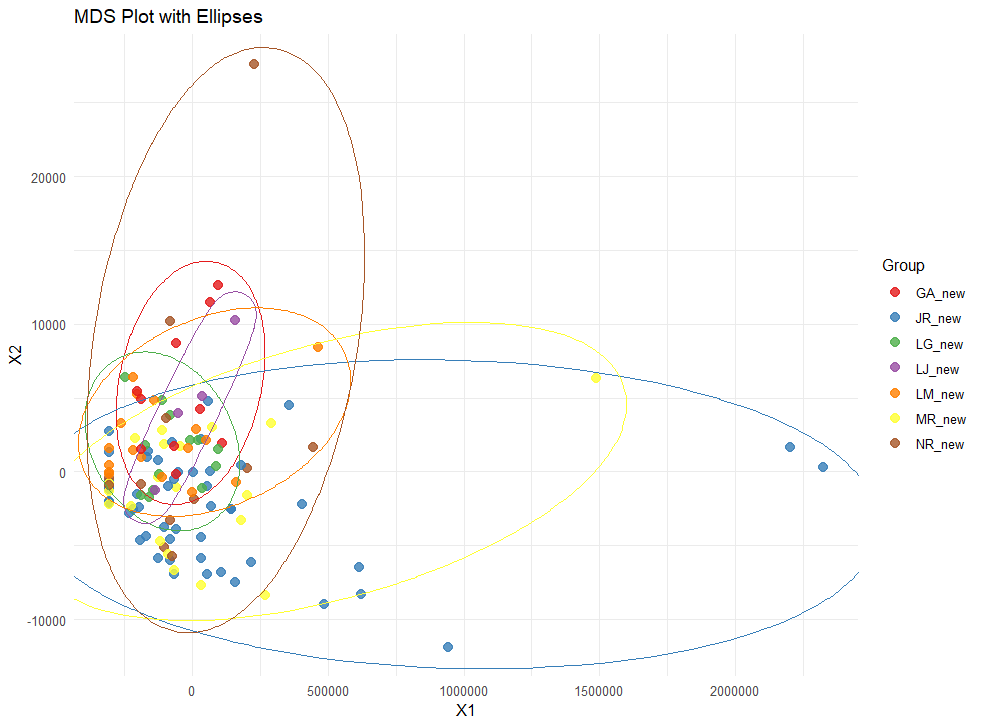 MDS Plot with Ellipses
X2
20000
10000
0
-10000
0
500000
1000000
1500000
2000000
X1
Group
GA_new
JR_new
LG_new
LJ_new
LM_new
MR_new
NR_new